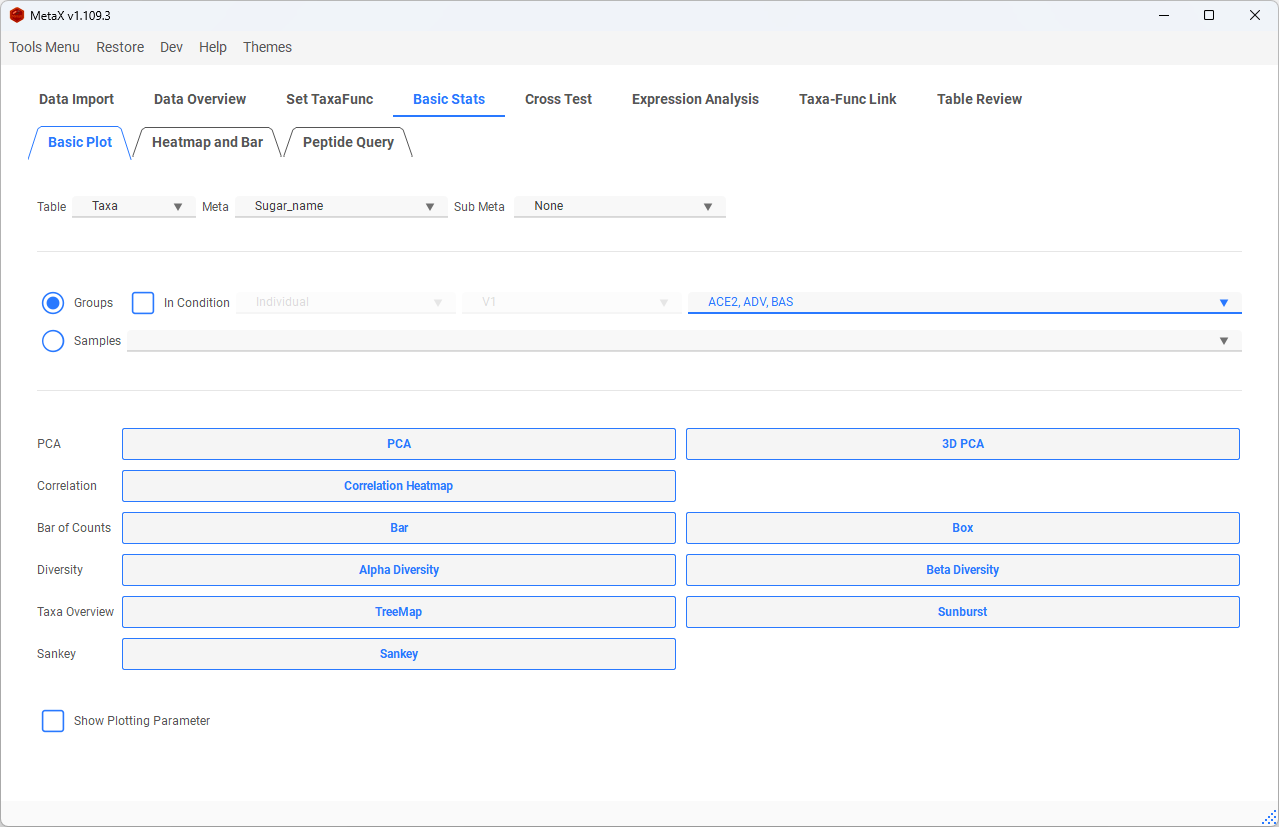 MetaX v1.109.3
Tools Menu Restore Dev Help Themes
Data Import Data Overview Set TaxaFunc Basic Stats Cross Test Expression Analysis Taxa-Func Link Table Review
Basic Plot Heatmap and Bar Peptide Query
Table Taxa Meta Sugar_name Sub Meta None
Groups In Condition Individual V1 ACE2, ADV, BAS
Samples
PCA PCA 3D PCA
Correlation Correlation Heatmap
Bar of Counts Bar Box
Diversity Alpha Diversity Beta Diversity
Taxa Overview TreeMap Sunburst
Sankey Sankey
Show Plotting Parameter